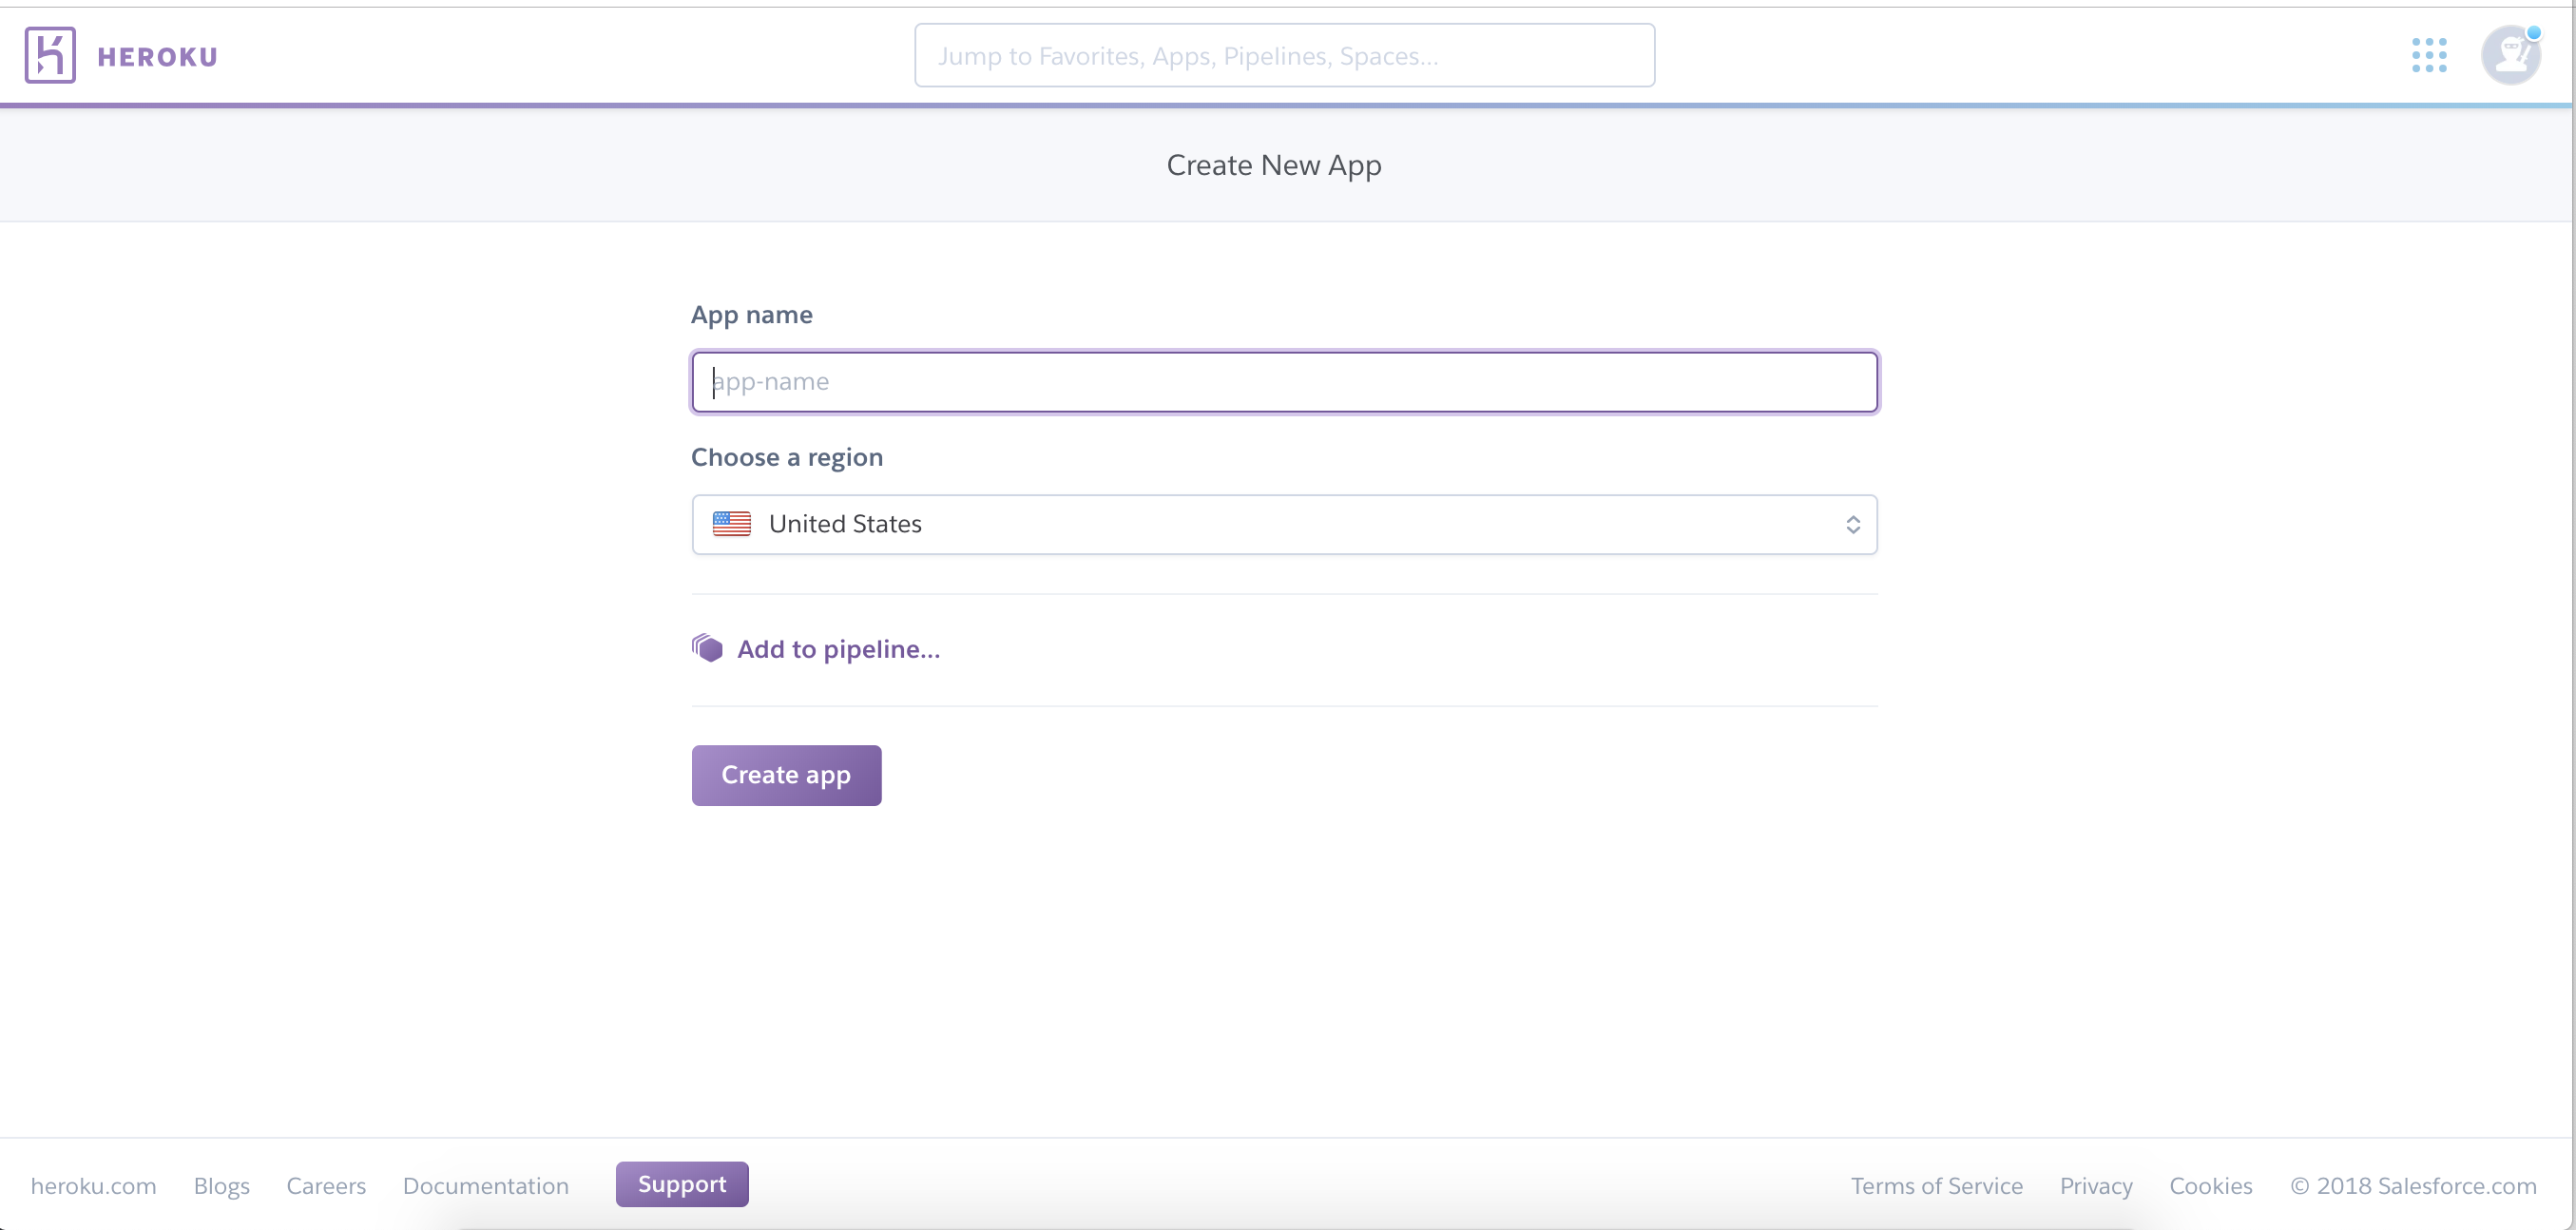 HEROKU
Jump to Favorites, Apps, Pipelines, Spaces...
Create New App
App name
app-name
Choose a region
United States
Add to pipeline...
Create app
heroku.com Blogs Careers Documentation Support Terms of Service Privacy Cookies © 2018 Salesforce.com